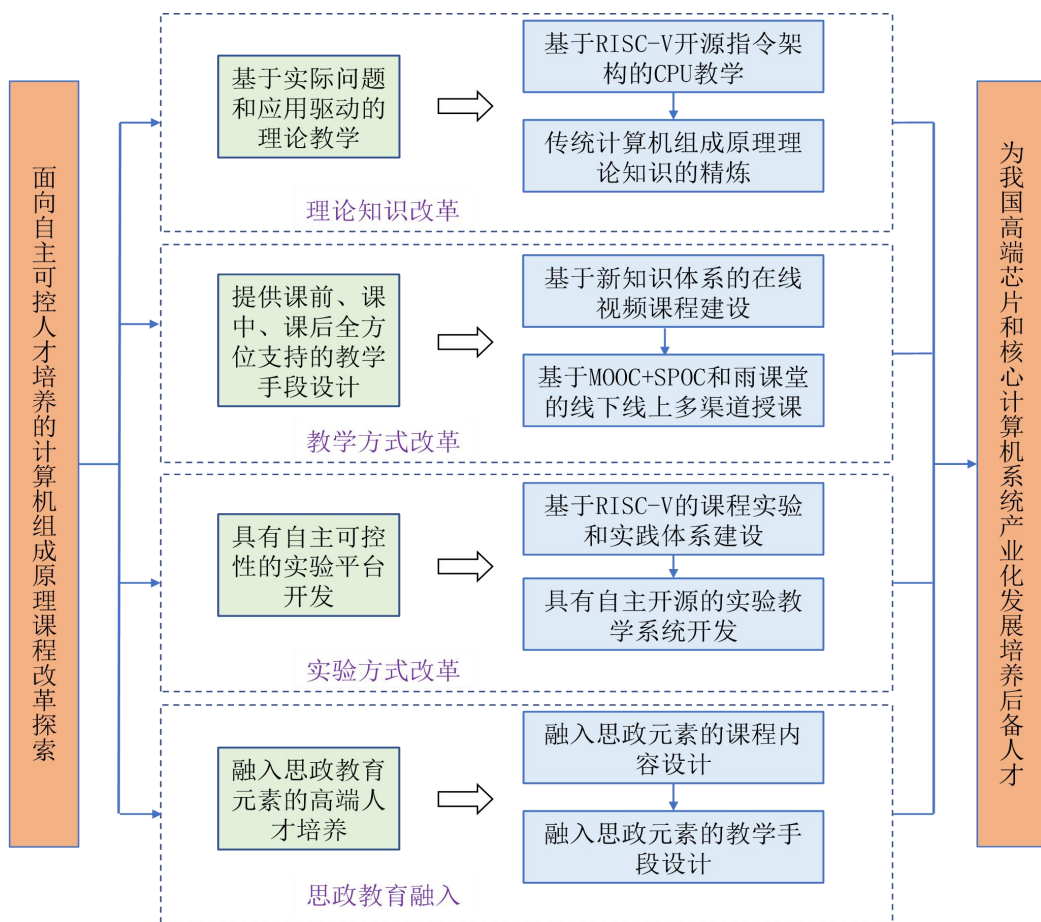 面向自主可控人才培养的计算机组成原理课程改革探索
基于实际问题
和应用驱动的
理论教学
基于RISC-V开源指令架
构的CPU教学
传统计算机组成原理理
论知识的精炼
理论知识改革
提供课前、课
中、课后全方
位支持的教学
手段设计
基于新知识体系的在线
视频课程建设
基于MOOC+SPOC和雨课堂
的线下线上多渠道授课
教学方式改革
具有自主可控
性的实验平台
开发
基于RISC-V的课程实验
和实践体系建设
具有自主开源的实验教
学系统开发
实验方式改革
融入思政教育
元素的高端人
才培养
融入思政元素的课程内
容设计
融入思政元素的教学手
段设计
思政教育融入
为我国高端芯片和核心计算机系统产业化发展培养后备人才